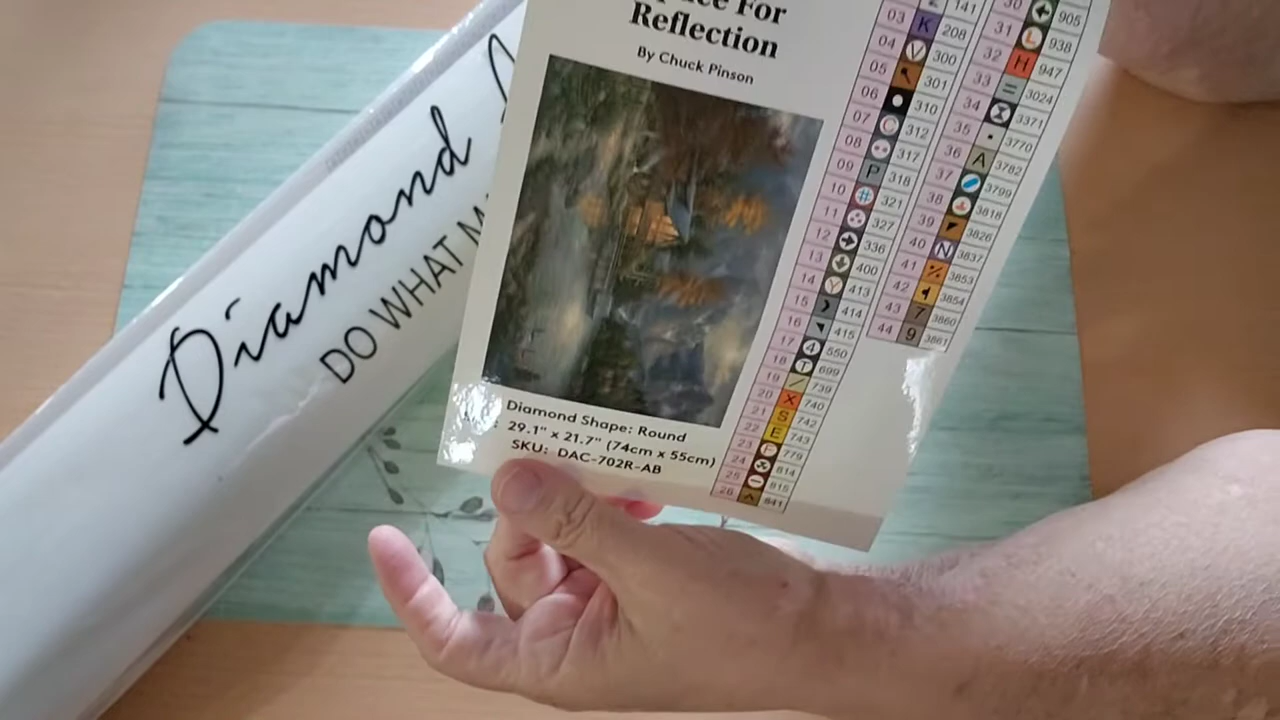 Diamond
DO WHAT
For
Reflection
By Chuck Pinson
Diamond Shape: Round
29.1" x 21.7" (74cm x 55cm)
SKU: DAC-702R-AB
141
03 K 208
04 V 300
05 301
06 310
07 C 312
08 317
09 P 318
10 # 321
11 327
12 336
13 400
14 Y 413
15 414
16 415
17 4 550
18 T 699
19 / 739
20 X 740
21 S 742
22 E 743
23 779
24 814
25 815
26 841
30 905
31 L 938
32 H 947
33 = 3024
34 3371
35 3770
36 A 3782
37 3799
38 3818
39 3826
40 N 3837
41 % 3853
42 3854
43 7 3860
44 9 3861